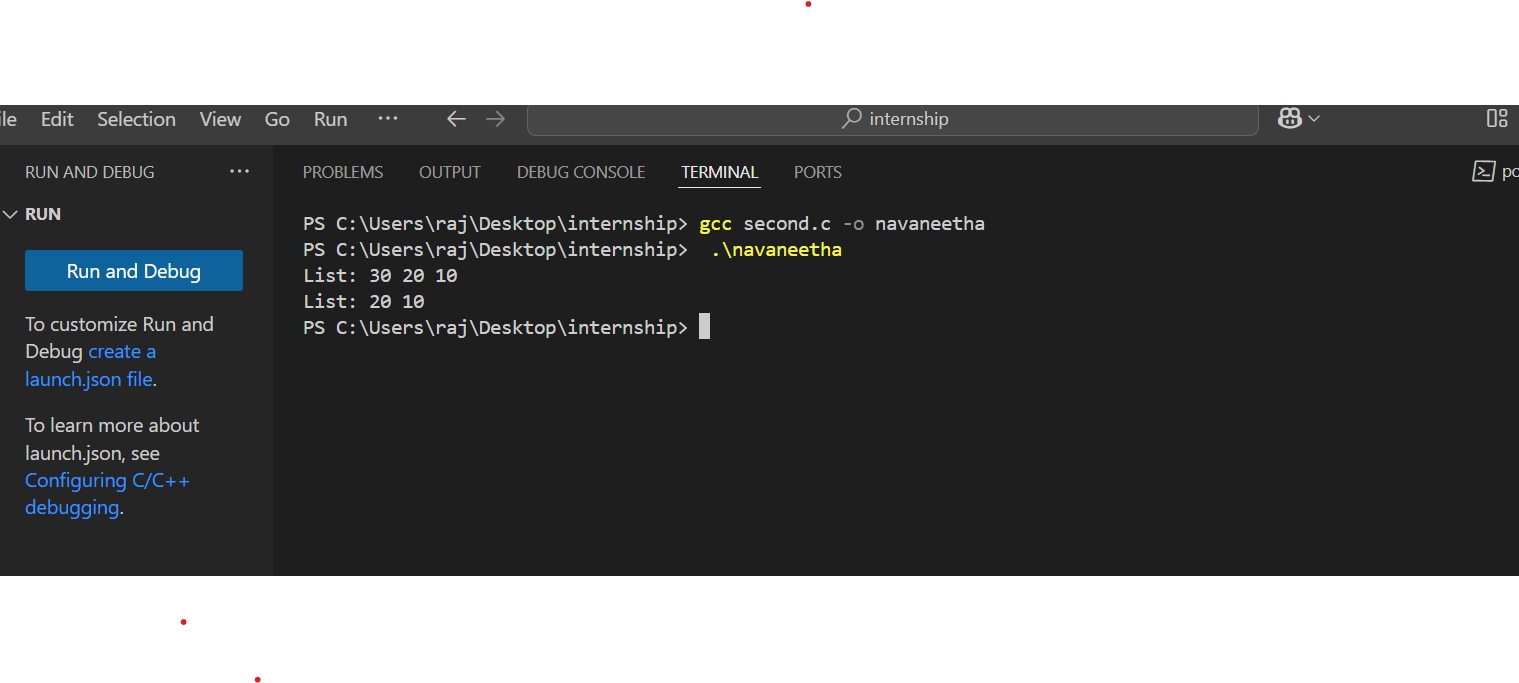 ile Edit Selection View Go Run ··· internship
RUN AND DEBUG ···
RUN
Run and Debug
To customize Run and
Debug create a
launch.json file.
To learn more about
launch.json, see
Configuring C/C++
debugging.
PROBLEMS OUTPUT DEBUG CONSOLE TERMINAL PORTS po
PS C:\Users\raj\Desktop\internship> gcc second.c -o navaneetha
PS C:\Users\raj\Desktop\internship>  .\navaneetha
List: 30 20 10
List: 20 10
PS C:\Users\raj\Desktop\internship>